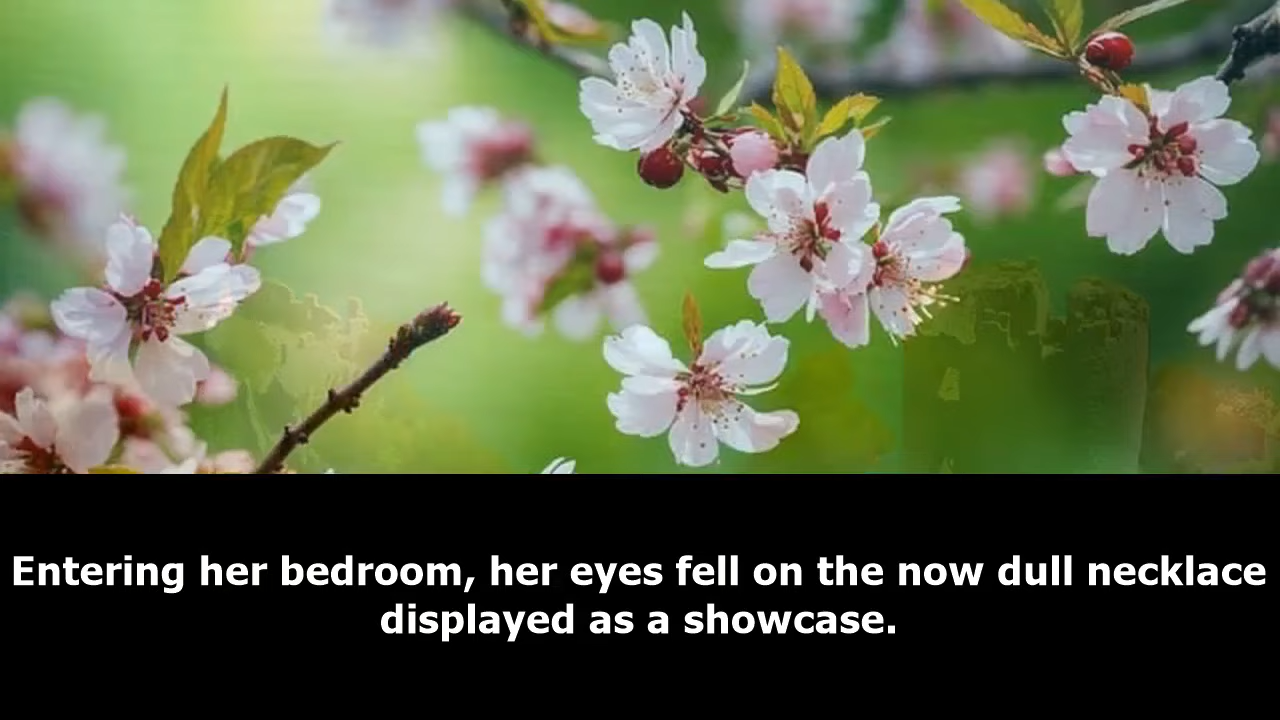 Entering her bedroom, her eyes fell on the now dull necklace
displayed as a showcase.